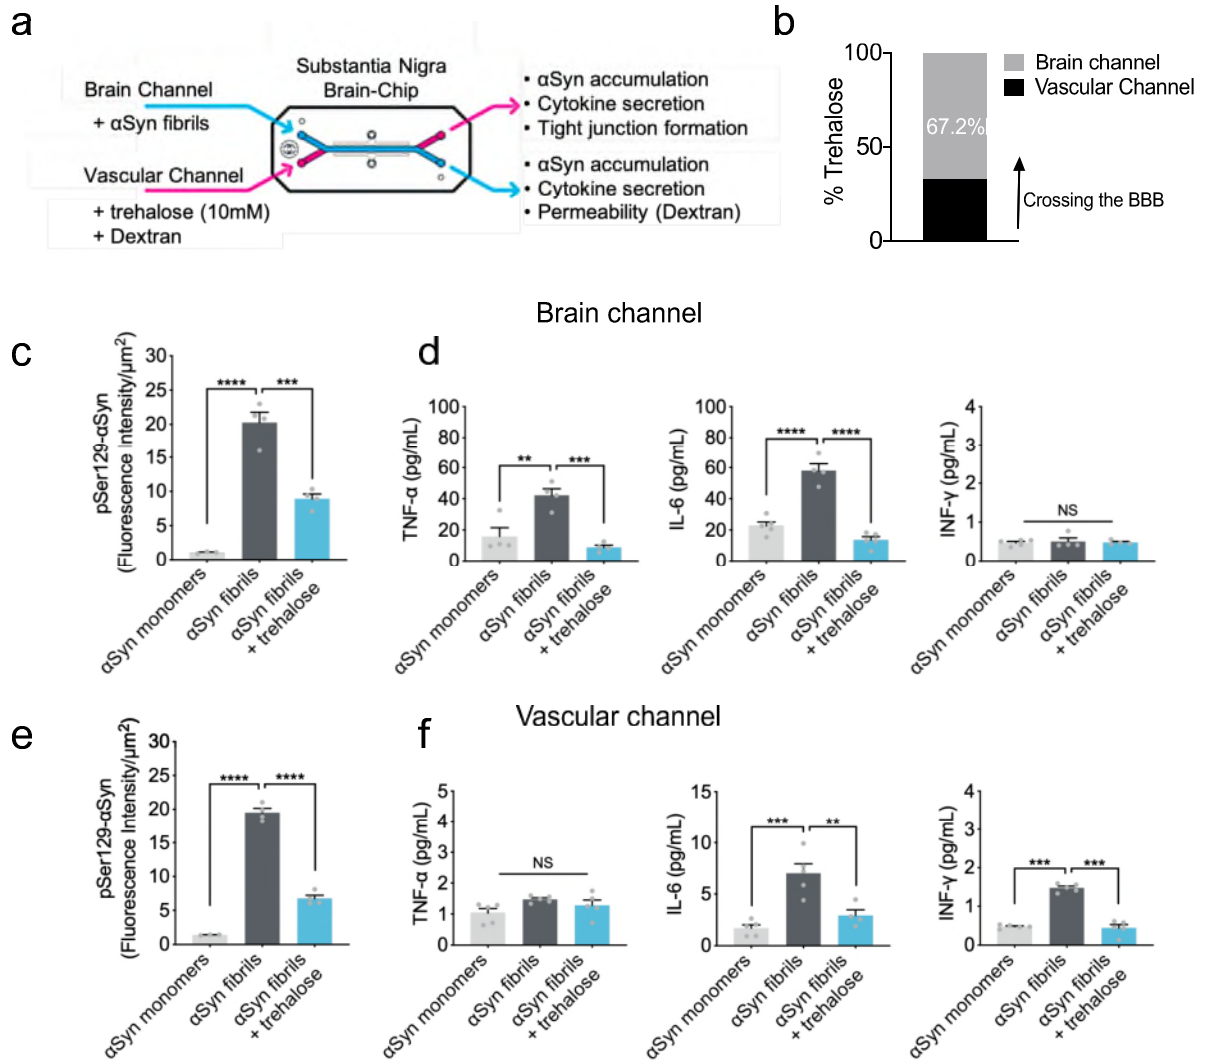 a
Substantia Nigra
Brain-Chip
Brain Channel
+ αSyn fibrils
Vascular Channel
+ trehalose (10mM)
+ Dextran
• αSyn accumulation
• Cytokine secretion
• Tight junction formation
• αSyn accumulation
• Cytokine secretion
• Permeability (Dextran)
b
% Trehalose
100
50
0
67.2%
Brain channel
Vascular Channel
Crossing the BBB
Brain channel
c
pSer129-αSyn
(Fluorescence Intensity/µm²)
30
25
20
15
10
5
0
**** ***
αSyn monomers
αSyn fibrils
αSyn fibrils
+ trehalose
d
TNF-α (pg/mL)
100
80
60
40
20
0
** ***
αSyn monomers
αSyn fibrils
αSyn fibrils
+ trehalose
IL-6 (pg/mL)
100
80
60
40
20
0
**** ****
αSyn monomers
αSyn fibrils
αSyn fibrils
+ trehalose
INF-γ (pg/mL)
4
3
2
1
0
NS
αSyn monomers
αSyn fibrils
αSyn fibrils
+ trehalose
Vascular channel
e
pSer129-αSyn
(Fluorescence Intensity/µm²)
30
25
20
15
10
5
0
**** ****
αSyn monomers
αSyn fibrils
αSyn fibrils
+ trehalose
f
TNF-α (pg/mL)
5
4
3
2
1
0
NS
αSyn monomers
αSyn fibrils
αSyn fibrils
+ trehalose
IL-6 (pg/mL)
15
10
5
0
*** **
αSyn monomers
αSyn fibrils
αSyn fibrils
+ trehalose
INF-γ (pg/mL)
4
3
2
1
0
*** ***
αSyn monomers
αSyn fibrils
αSyn fibrils
+ trehalose